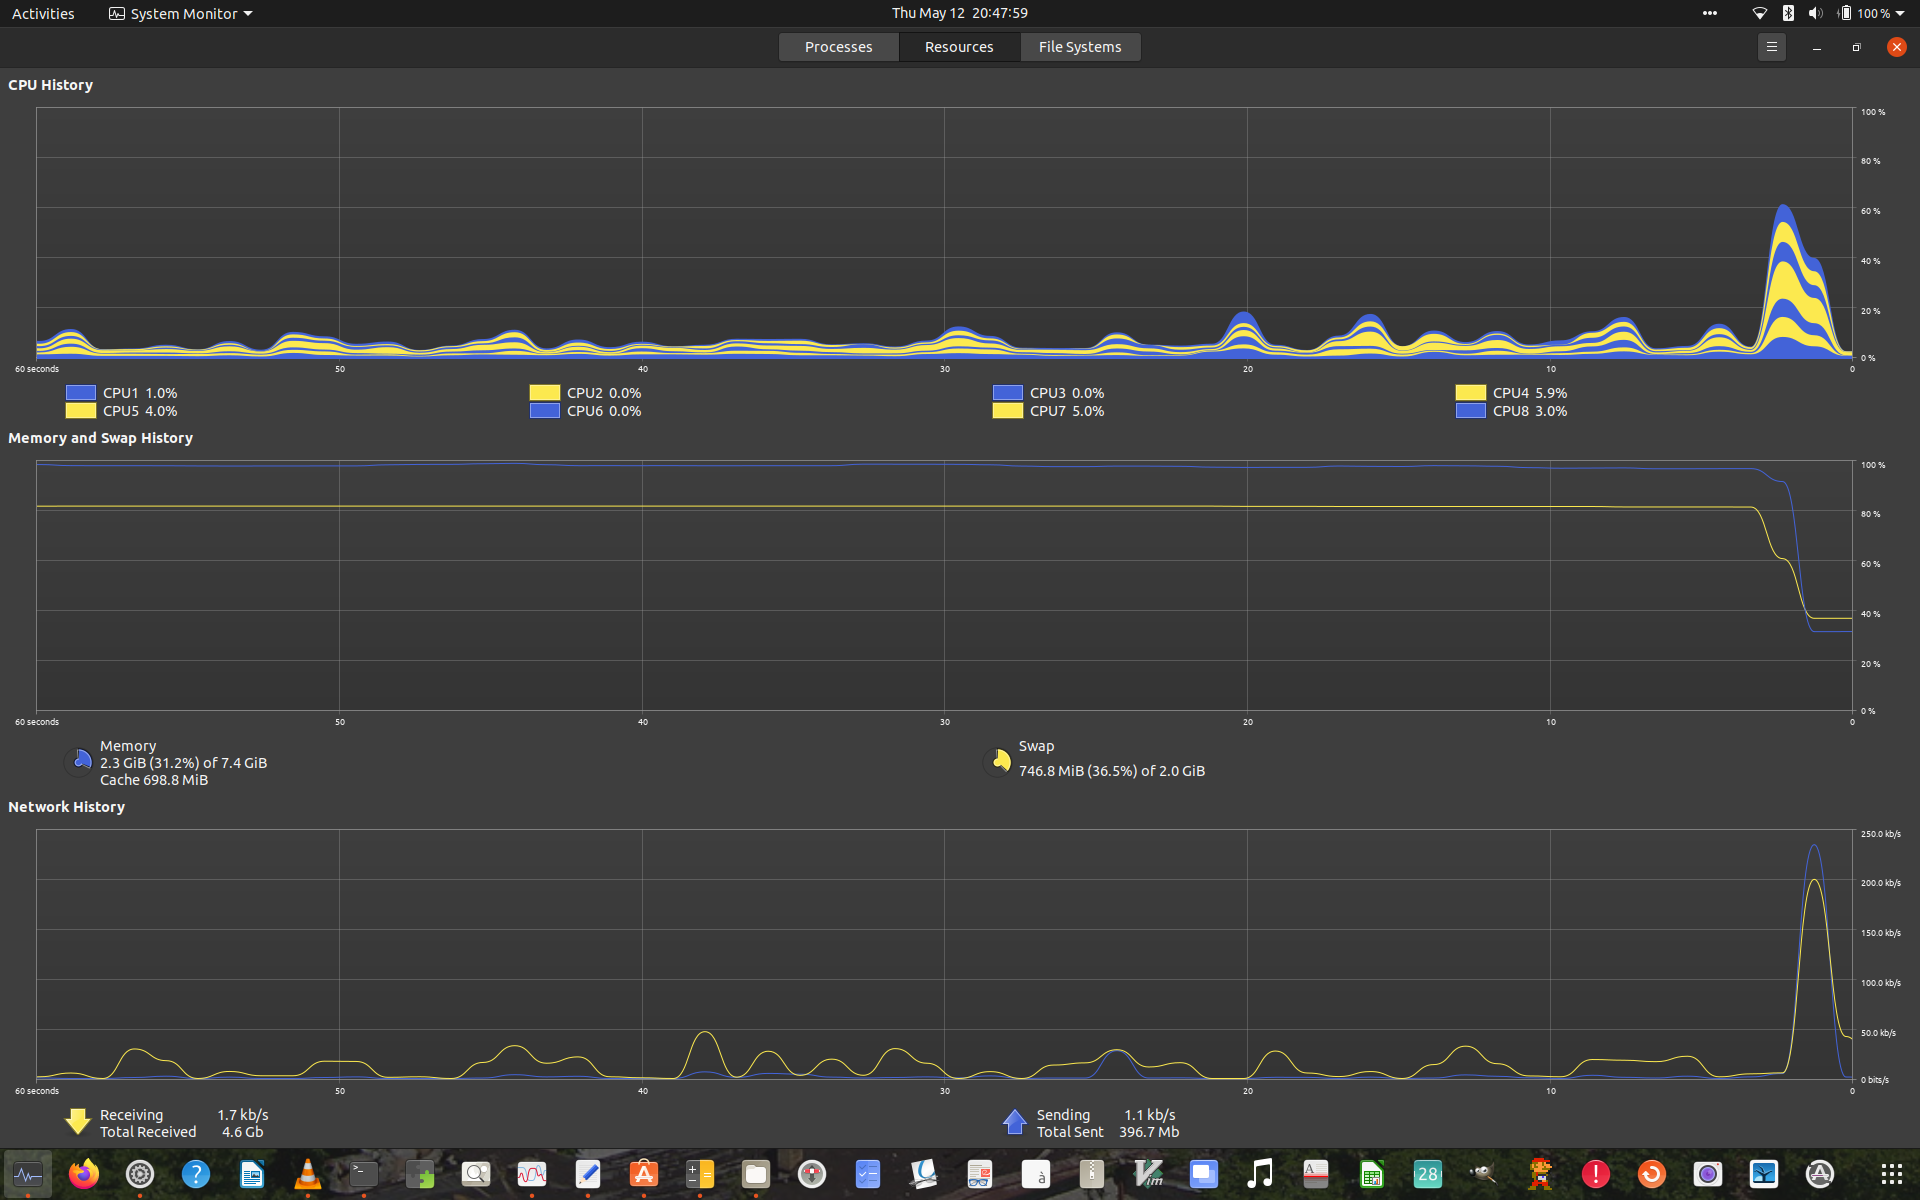 Activities System Monitor Thu May 12 20:47:59 100 %
Processes Resources File Systems
CPU History
100 %
80 %
60 %
40 %
20 %
0 %
60 seconds 50 40 30 20 10 0
CPU1 1.0% CPU2 0.0% CPU3 0.0% CPU4 5.9%
CPU5 4.0% CPU6 0.0% CPU7 5.0% CPU8 3.0%
Memory and Swap History
100 %
80 %
60 %
40 %
20 %
0 %
60 seconds 50 40 30 20 10 0
Memory Swap
2.3 GiB (31.2%) of 7.4 GiB 746.8 MiB (36.5%) of 2.0 GiB
Cache 698.8 MiB
Network History
250.0 kb/s
200.0 kb/s
150.0 kb/s
100.0 kb/s
50.0 kb/s
0 bits/s
60 seconds 50 40 30 20 10 0
Receiving 1.7 kb/s Sending 1.1 kb/s
Total Received 4.6 Gb Total Sent 396.7 Mb
? >_ à Vim A 28 !